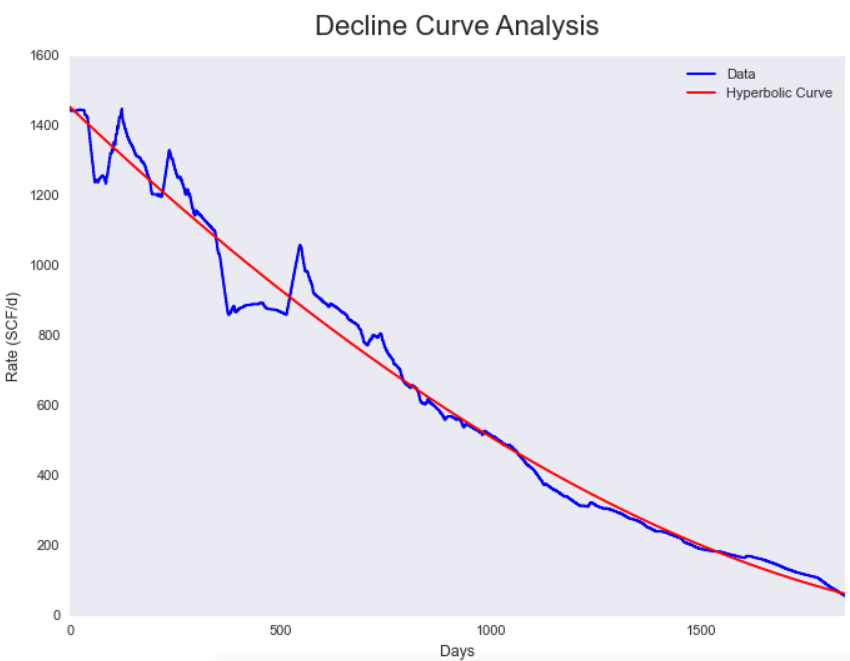 Decline Curve Analysis
1600
1400
1200
1000
800
600
400
200
0
Rate (SCF/d)
Data
Hyperbolic Curve
0 500 1000 1500
Days